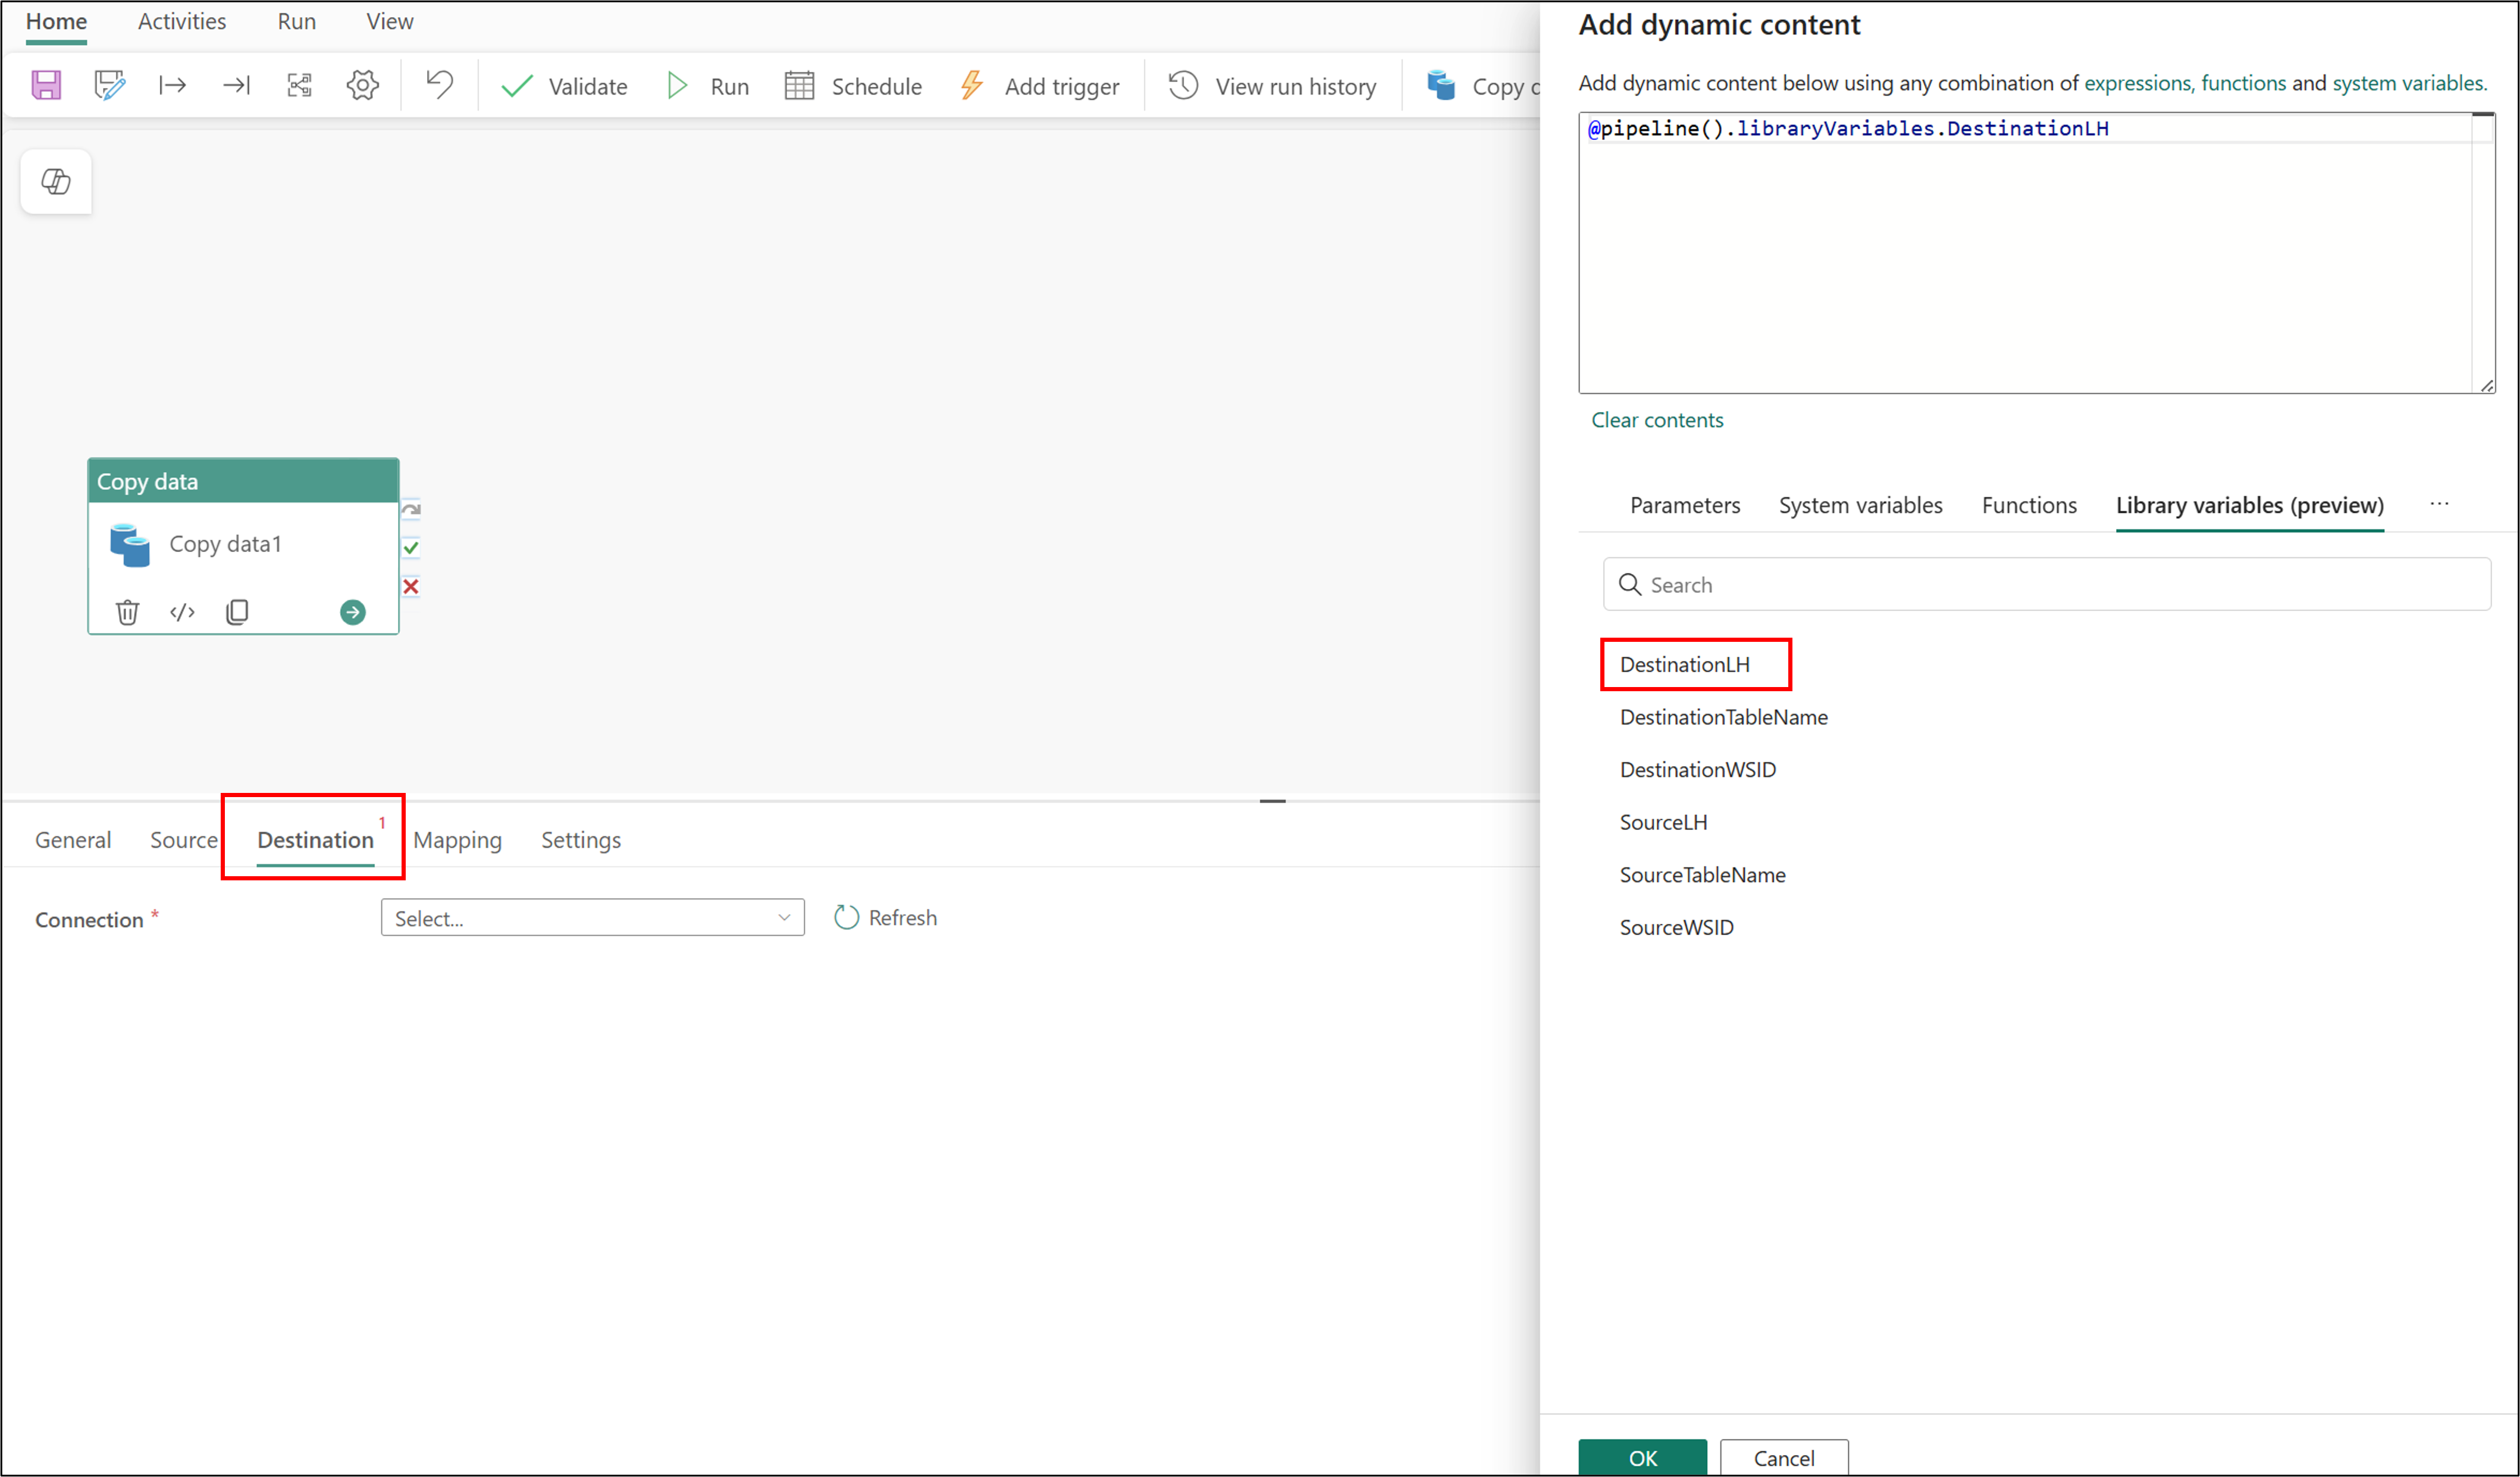 Home Activities Run View
Validate Run Schedule Add trigger View run history Copy d
Copy data
Copy data1
General Source Destination 1 Mapping Settings
Connection * Select... Refresh
Add dynamic content
Add dynamic content below using any combination of expressions, functions and system variables.
@pipeline().libraryVariables.DestinationLH
Clear contents
Parameters System variables Functions Library variables (preview) ...
Search
DestinationLH
DestinationTableName
DestinationWSID
SourceLH
SourceTableName
SourceWSID
OK Cancel